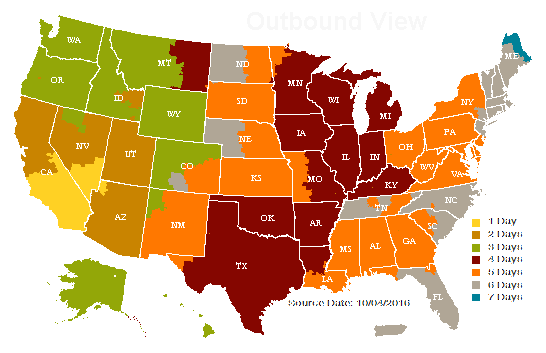 Outbound View
WA
MT
ND
MN
ME
OR
ID
WI
SD
MI
NY
WY
IA
NE
PA
NV
UT
IL
IN
OH
CO
WV
CA
KS
MO
VA
KY
NC
TN
AZ
OK
NM
AR
SC
MS
AL
GA
TX
LA
FL
1 Day
2 Days
3 Days
4 Days
5 Days
6 Days
7 Days
Source Date: 10/04/2016